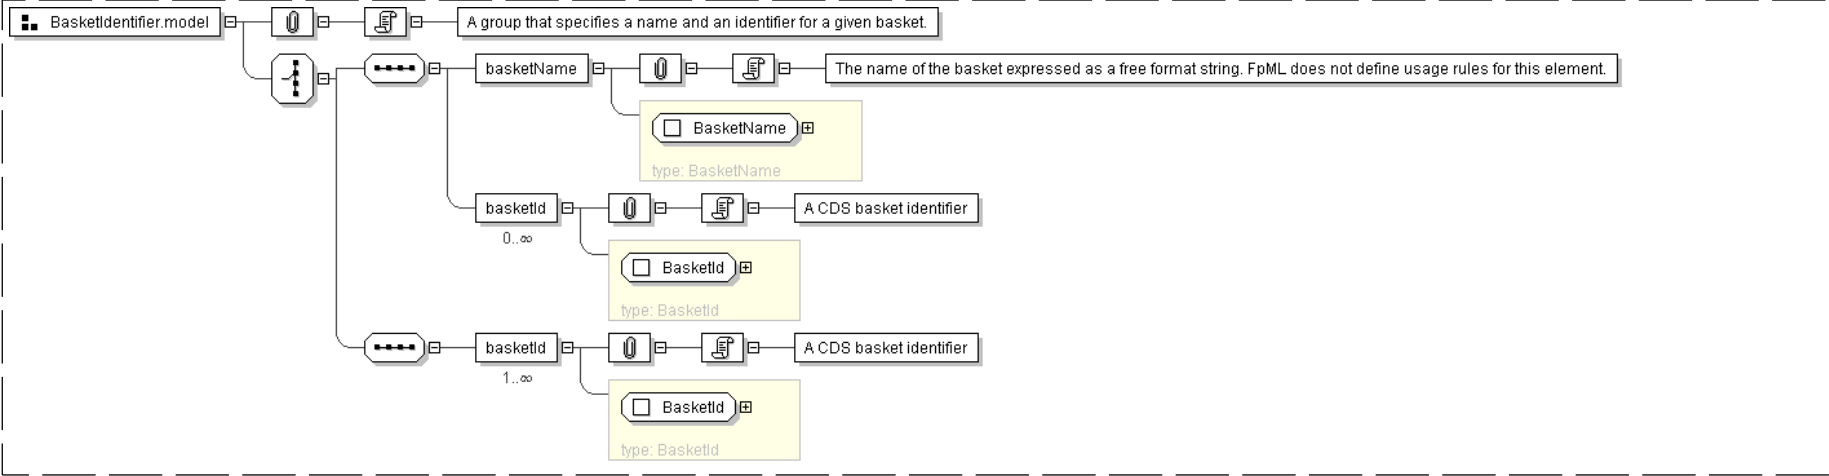 BasketIdentifier.model
A group that specifies a name and an identifier for a given basket.
basketName
The name of the basket expressed as a free format string. FpML does not define usage rules for this element.
BasketName
type: BasketName
basketId
A CDS basket identifier
0..∞
BasketId
type: BasketId
basketId
A CDS basket identifier
1..∞
BasketId
type: BasketId